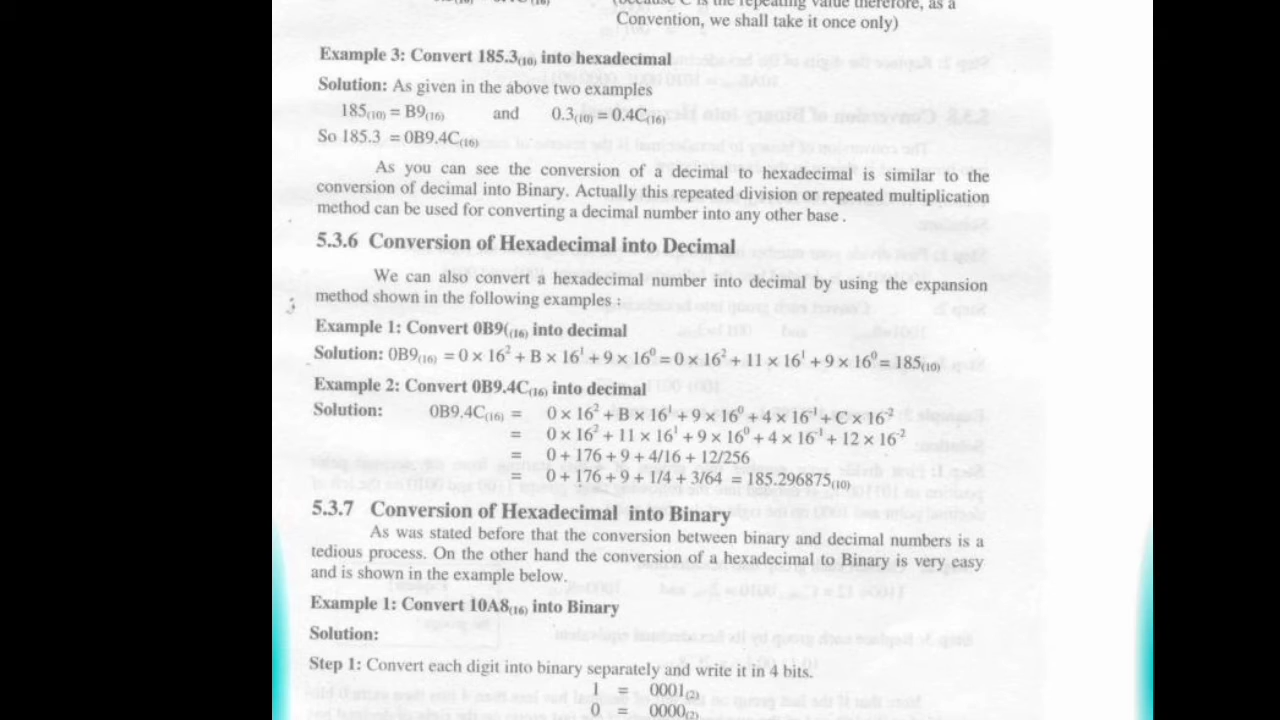 (because C is the repeating value therefore, as a
Convention, we shall take it once only)
Example 3: Convert 185.3(10) into hexadecimal
Solution: As given in the above two examples
185(10) = B9(16) and 0.3(10) = 0.4C(16)
So 185.3 = 0B9.4C(16)
As you can see the conversion of a decimal to hexadecimal is similar to the
conversion of decimal into Binary. Actually this repeated division or repeated multiplication
method can be used for converting a decimal number into any other base .
5.3.6 Conversion of Hexadecimal into Decimal
We can also convert a hexadecimal number into decimal by using the expansion
method shown in the following examples :
Example 1: Convert 0B9((16) into decimal
Solution: 0B9(16) = 0 × 16² + B × 16¹ + 9 × 16⁰ = 0 × 16² + 11 × 16¹ + 9 × 16⁰ = 185(10)
Example 2: Convert 0B9.4C(16) into decimal
Solution: 0B9.4C(16) = 0 × 16² + B × 16¹ + 9 × 16⁰ + 4 × 16⁻¹ + C × 16⁻²
= 0 × 16² + 11 × 16¹ + 9 × 16⁰ + 4 × 16⁻¹ + 12 × 16⁻²
= 0 + 176 + 9 + 4/16 + 12/256
= 0 + 176 + 9 + 1/4 + 3/64 = 185.296875(10)
5.3.7 Conversion of Hexadecimal into Binary
As was stated before that the conversion between binary and decimal numbers is a
tedious process. On the other hand the conversion of a hexadecimal to Binary is very easy
and is shown in the example below.
Example 1: Convert 10A8(16) into Binary
Solution:
Step 1: Convert each digit into binary separately and write it in 4 bits.
1 = 0001(2)
0 = 0000(2)